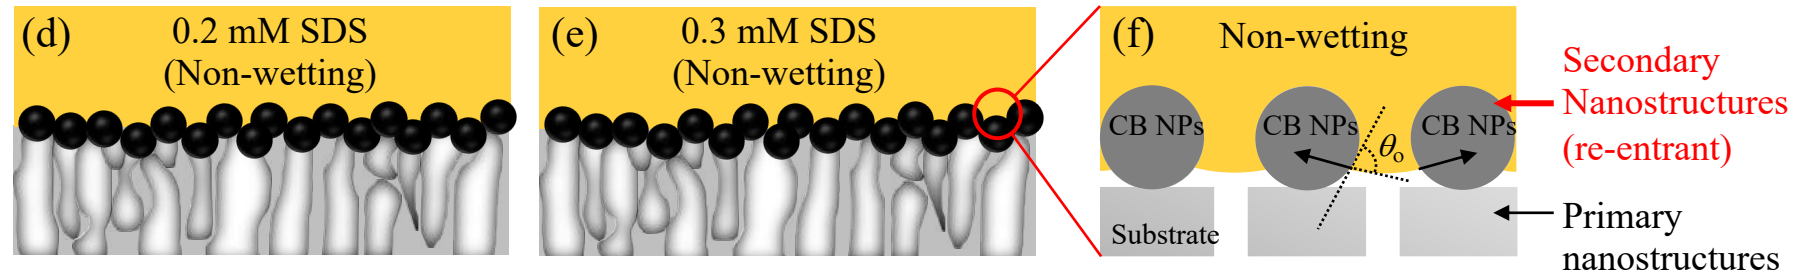 (d)
0.2 mM SDS
(Non-wetting)
(e)
0.3 mM SDS
(Non-wetting)
(f)
Non-wetting
CB NPs
CB NPs
CB NPs
θo
Substrate
Secondary
Nanostructures
(re-entrant)
Primary
nanostructures